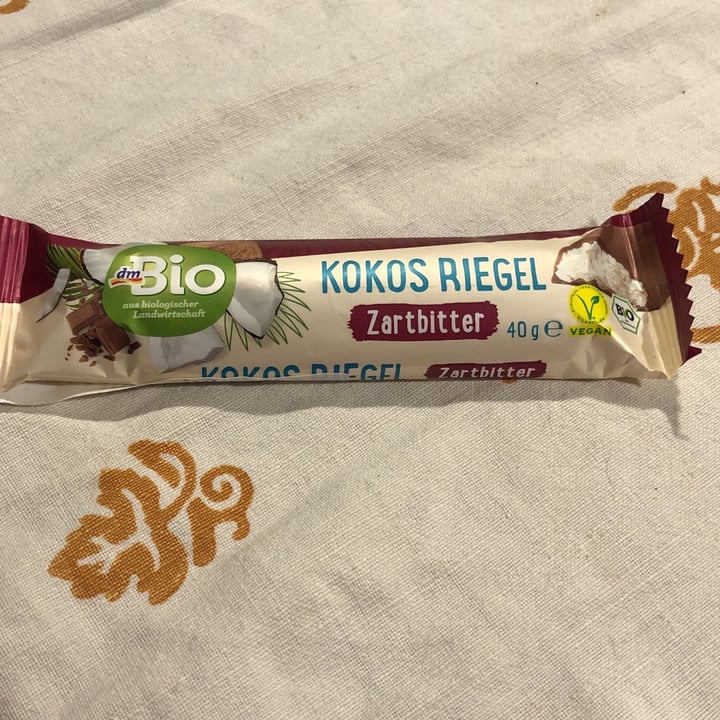 dmBio
aus biologischer
Landwirtschaft
KOKOS RIEGEL
Zartbitter
40 g e
VEGAN
BIO
KOKOS RIEGEL Zartbitter